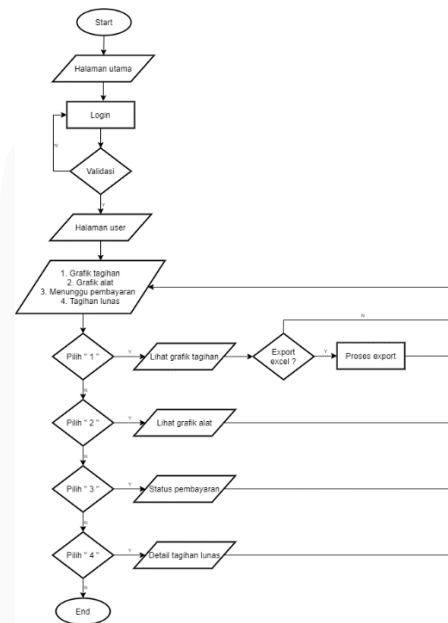 Start
Halaman utama
Login
N
Validasi
Y
Halaman user
1. Grafik tagihan
2. Grafik alat
3. Menunggu pembayaran
4. Tagihan lunas
N
Pilih " 1 "
Y
Lihat grafik tagihan
Export
excel ?
Y
Proses export
N
Pilih " 2 "
Y
Lihat grafik alat
N
Pilih " 3 "
Y
Status pembayaran
N
Pilih " 4 "
Y
Detail tagihan lunas
N
End